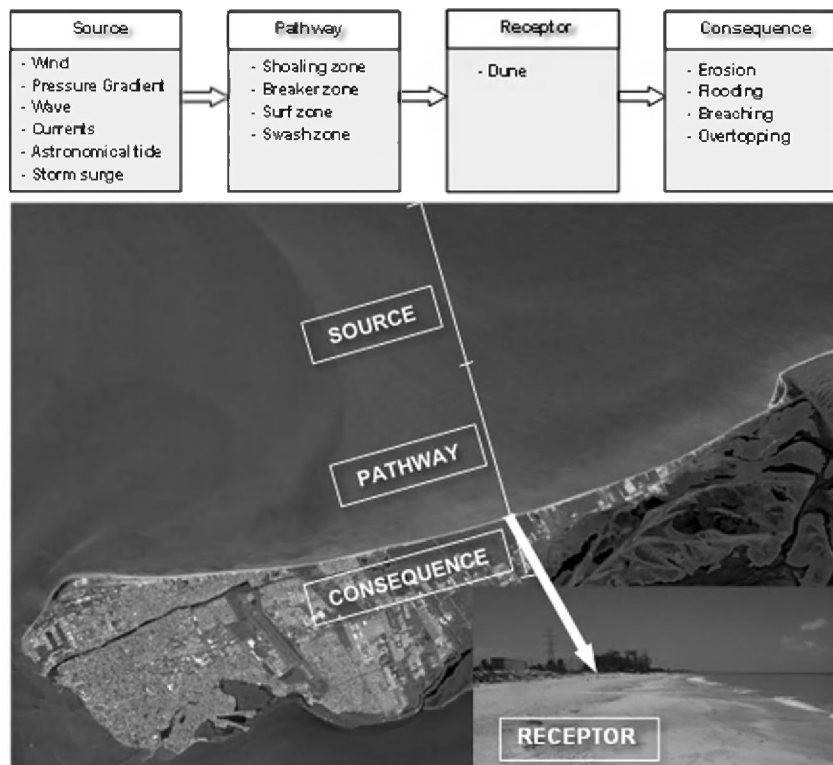 Source
- Wind
- Pressure Gradient
- Wave
- Currents
- Astronomical tide
- Storm surge
Pathway
- Shoaling zone
- Breaker zone
- Surf zone
- Swash zone
Receptor
- Dune
Consequence
- Erosion
- Flooding
- Breaching
- Overtopping
SOURCE
PATHWAY
CONSEQUENCE
RECEPTOR